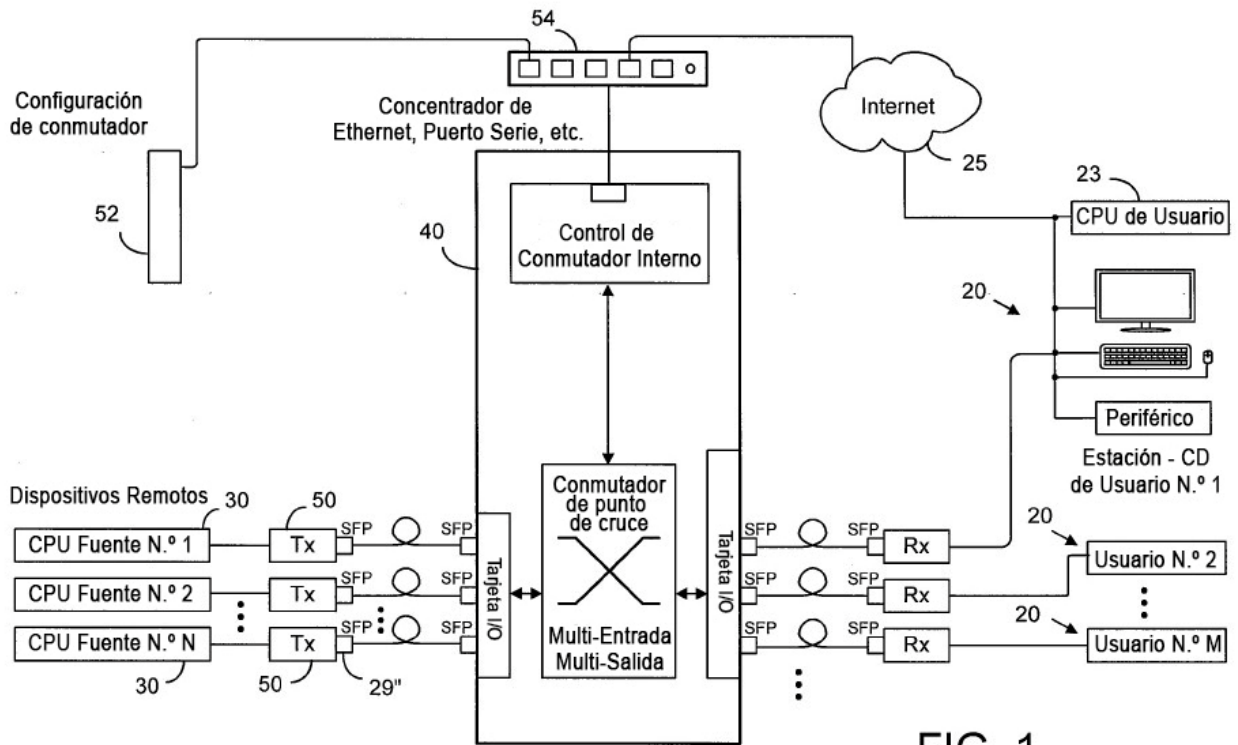 54
Configuración
de conmutador
Concentrador de
Ethernet, Puerto Serie, etc.
Internet
25
23
CPU de Usuario
52
40
Control de
Conmutador Interno
20
Periférico
Estación - CD
de Usuario N.º 1
Dispositivos Remotos
30
50
SFP
SFP
CPU Fuente N.º 1
Tx
Tarjeta I/O
Conmutador
de punto
de cruce
Multi-Entrada
Multi-Salida
Tarjeta I/O
SFP
SFP
Rx
20
Usuario N.º 2
CPU Fuente N.º 2
Tx
SFP
SFP
SFP
SFP
Rx
20
CPU Fuente N.º N
Tx
SFP
SFP
SFP
SFP
Rx
Usuario N.º M
30
50
29"
FIG. 1